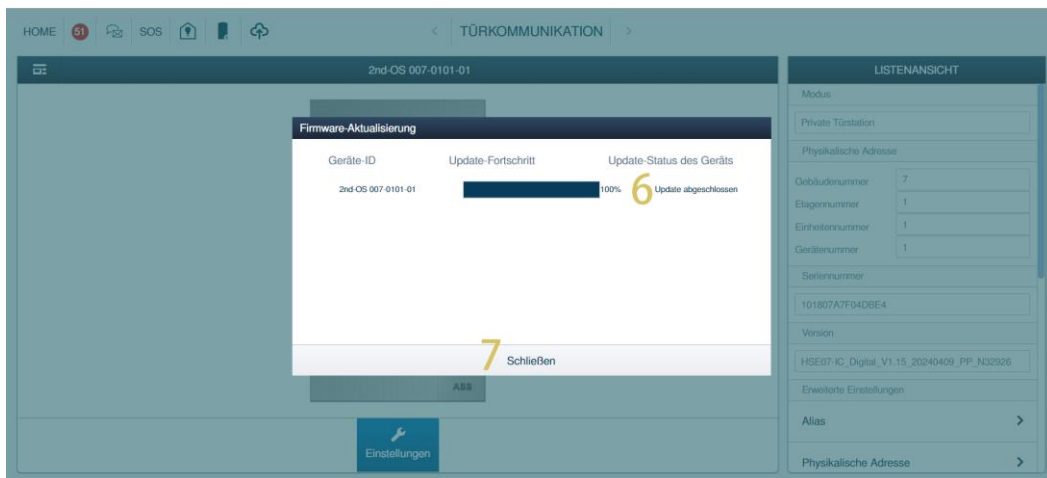 HOME 51 SOS < TÜRKOMMUNIKATION >
2nd-OS 007-0101-01
Firmware-Aktualisierung
Geräte-ID Update-Fortschritt Update-Status des Geräts
2nd-OS 007-0101-01 100% 6 Update abgeschlossen
7 Schließen
ABB
Einstellungen
LISTENANSICHT
Modus
Private Türstation
Physikalische Adresse
Gebäudenummer 7
Etagennummer 1
Einheitennummer 1
Gerätenummer 1
Seriennummer
101807A7F04DBE4
Version
HSE07-IC_Digital_V1.15_20240409_PP_N32926
Erweiterte Einstellungen
Alias >
Physikalische Adresse >